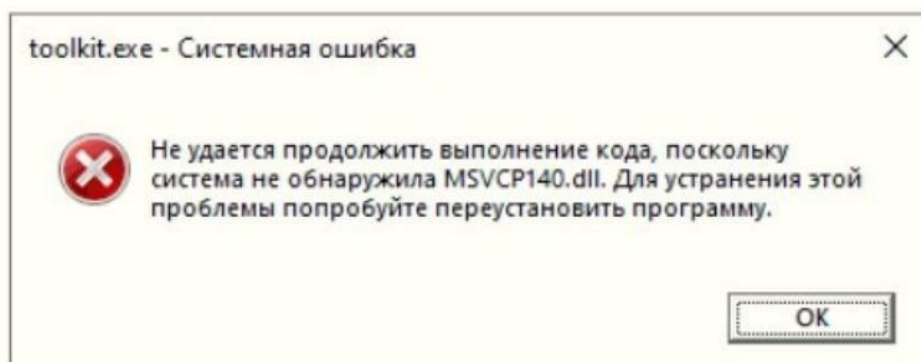 toolkit.exe - Системная ошибка
Не удается продолжить выполнение кода, поскольку
система не обнаружила MSVCP140.dll. Для устранения этой
проблемы попробуйте переустановить программу.
OK